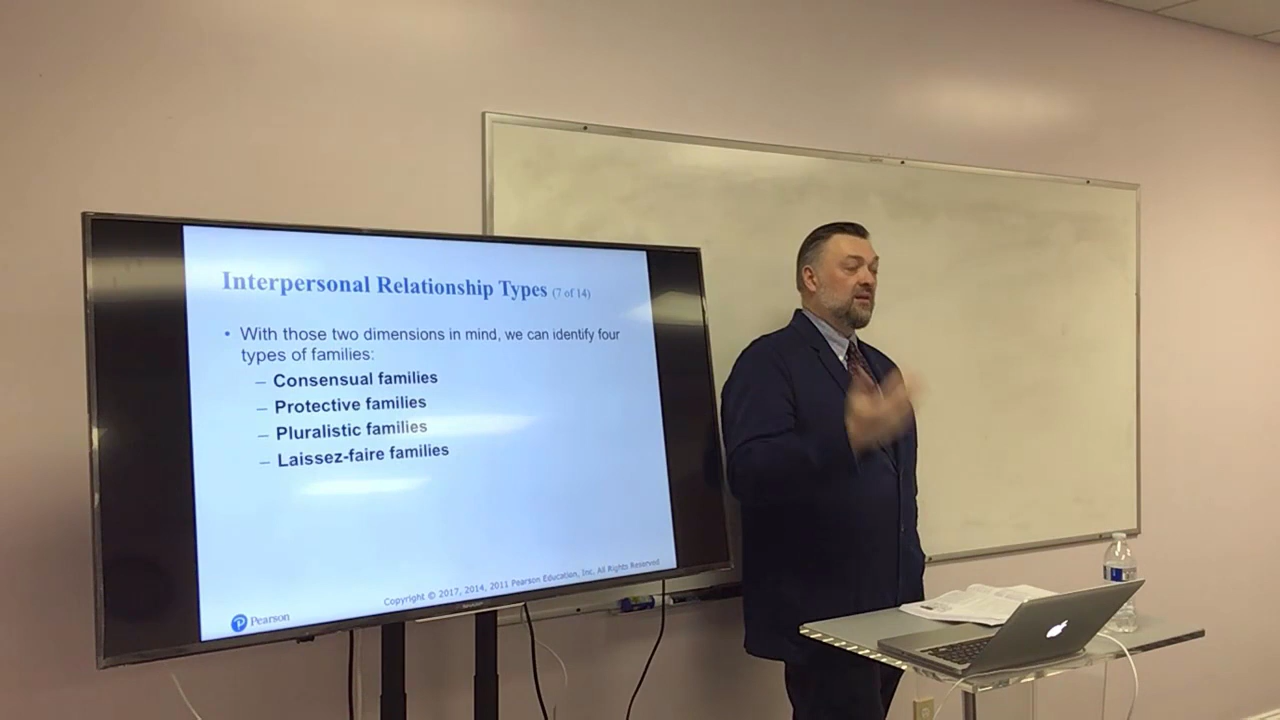 Interpersonal Relationship Types (7 of 14)
• With those two dimensions in mind, we can identify four
types of families:
– Consensual families
– Protective families
– Pluralistic families
– Laissez-faire families
Copyright © 2017, 2014, 2011 Pearson Education, Inc. All Rights Reserved
Pearson